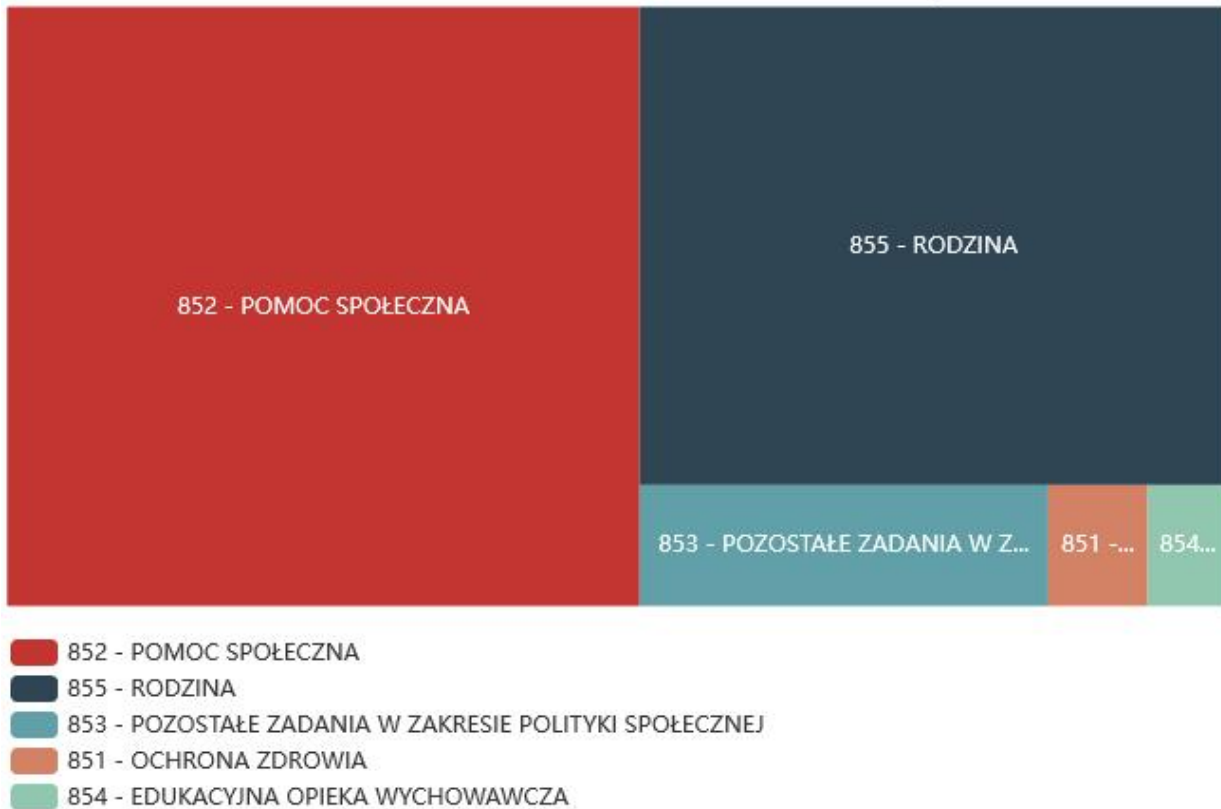 855 - RODZINA
852 - POMOC SPOŁECZNA
853 - POZOSTAŁE ZADANIA W Z...
851 -...
854...
852 - POMOC SPOŁECZNA
855 - RODZINA
853 - POZOSTAŁE ZADANIA W ZAKRESIE POLITYKI SPOŁECZNEJ
851 - OCHRONA ZDROWIA
854 - EDUKACYJNA OPIEKA WYCHOWAWCZA